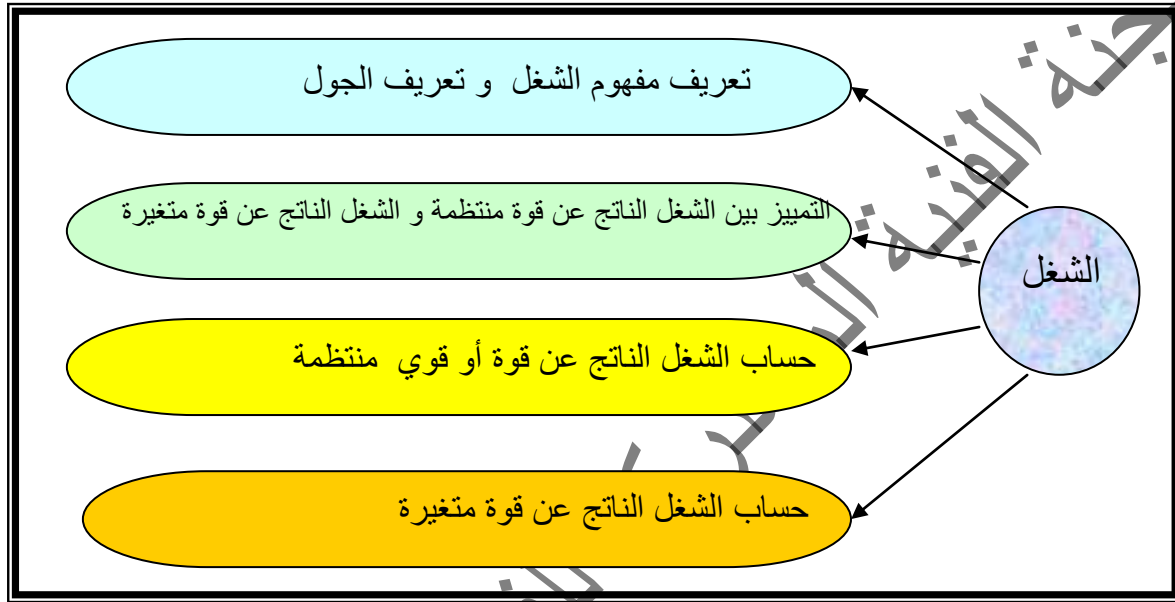 تعريف مفهوم الشغل و تعريف الجول
التمييز بين الشغل الناتج عن قوة منتظمة و الشغل الناتج عن قوة متغيرة
الشغل
حساب الشغل الناتج عن قوة أو قوي منتظمة
حساب الشغل الناتج عن قوة متغيرة
الفنية